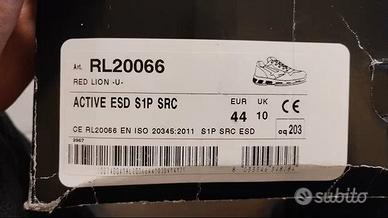 Art. RL20066
RED LION -U-
ACTIVE ESD S1P SRC
EUR UK
44 10
CE
oq 203
CE RL20066 EN ISO 20345:2011 S1P SRC ESD
subito